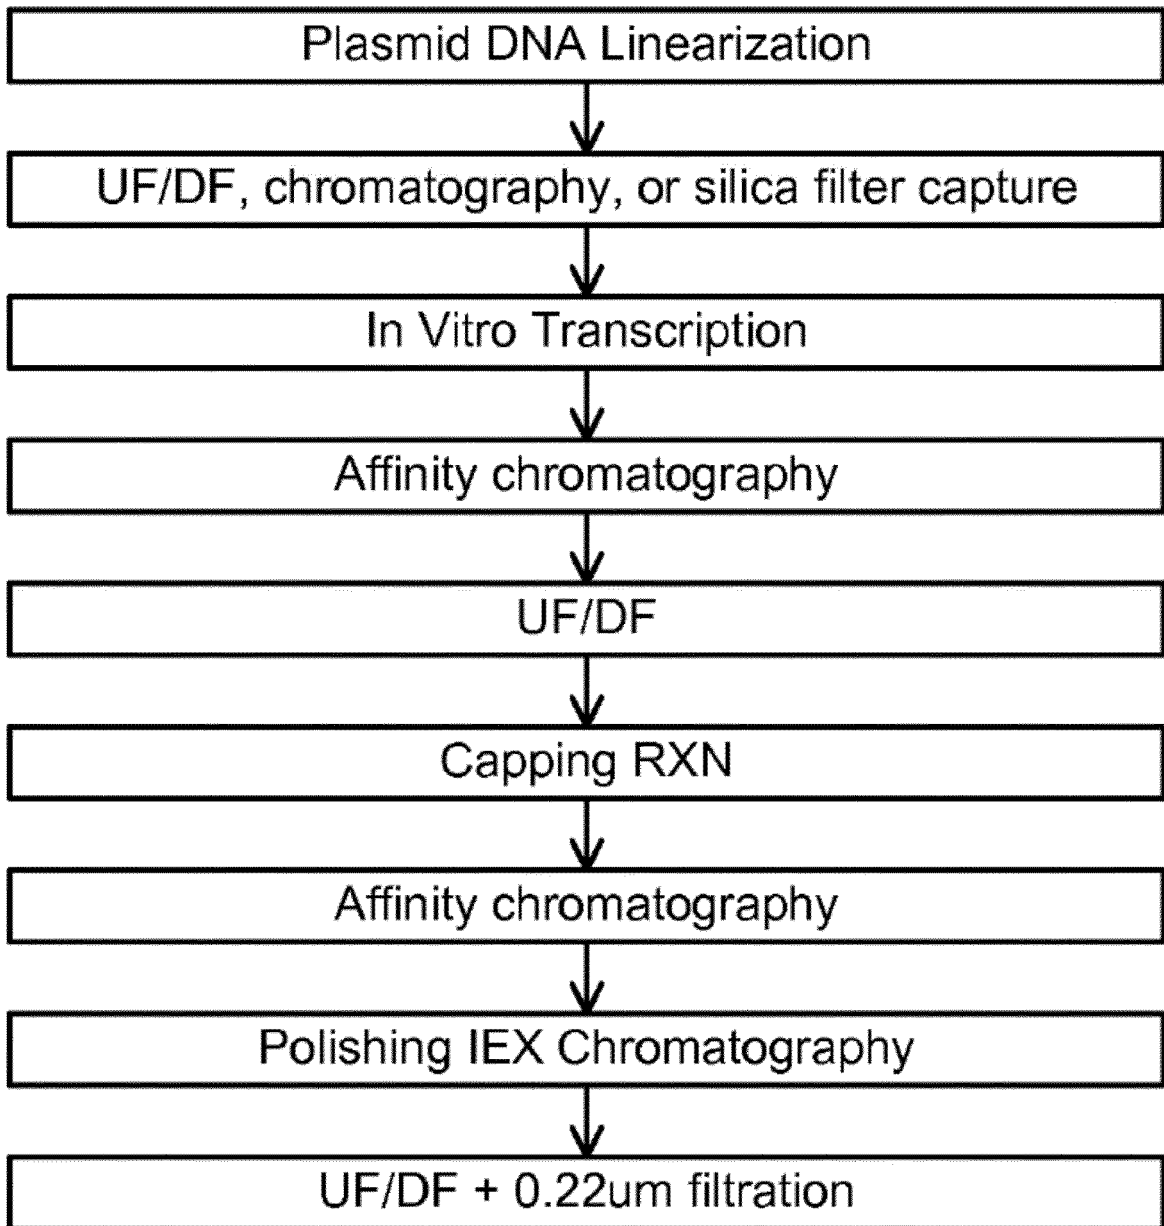 Plasmid DNA Linearization
UF/DF, chromatography, or silica filter capture
In Vitro Transcription
Affinity chromatography
UF/DF
Capping RXN
Affinity chromatography
Polishing IEX Chromatography
UF/DF + 0.22um filtration